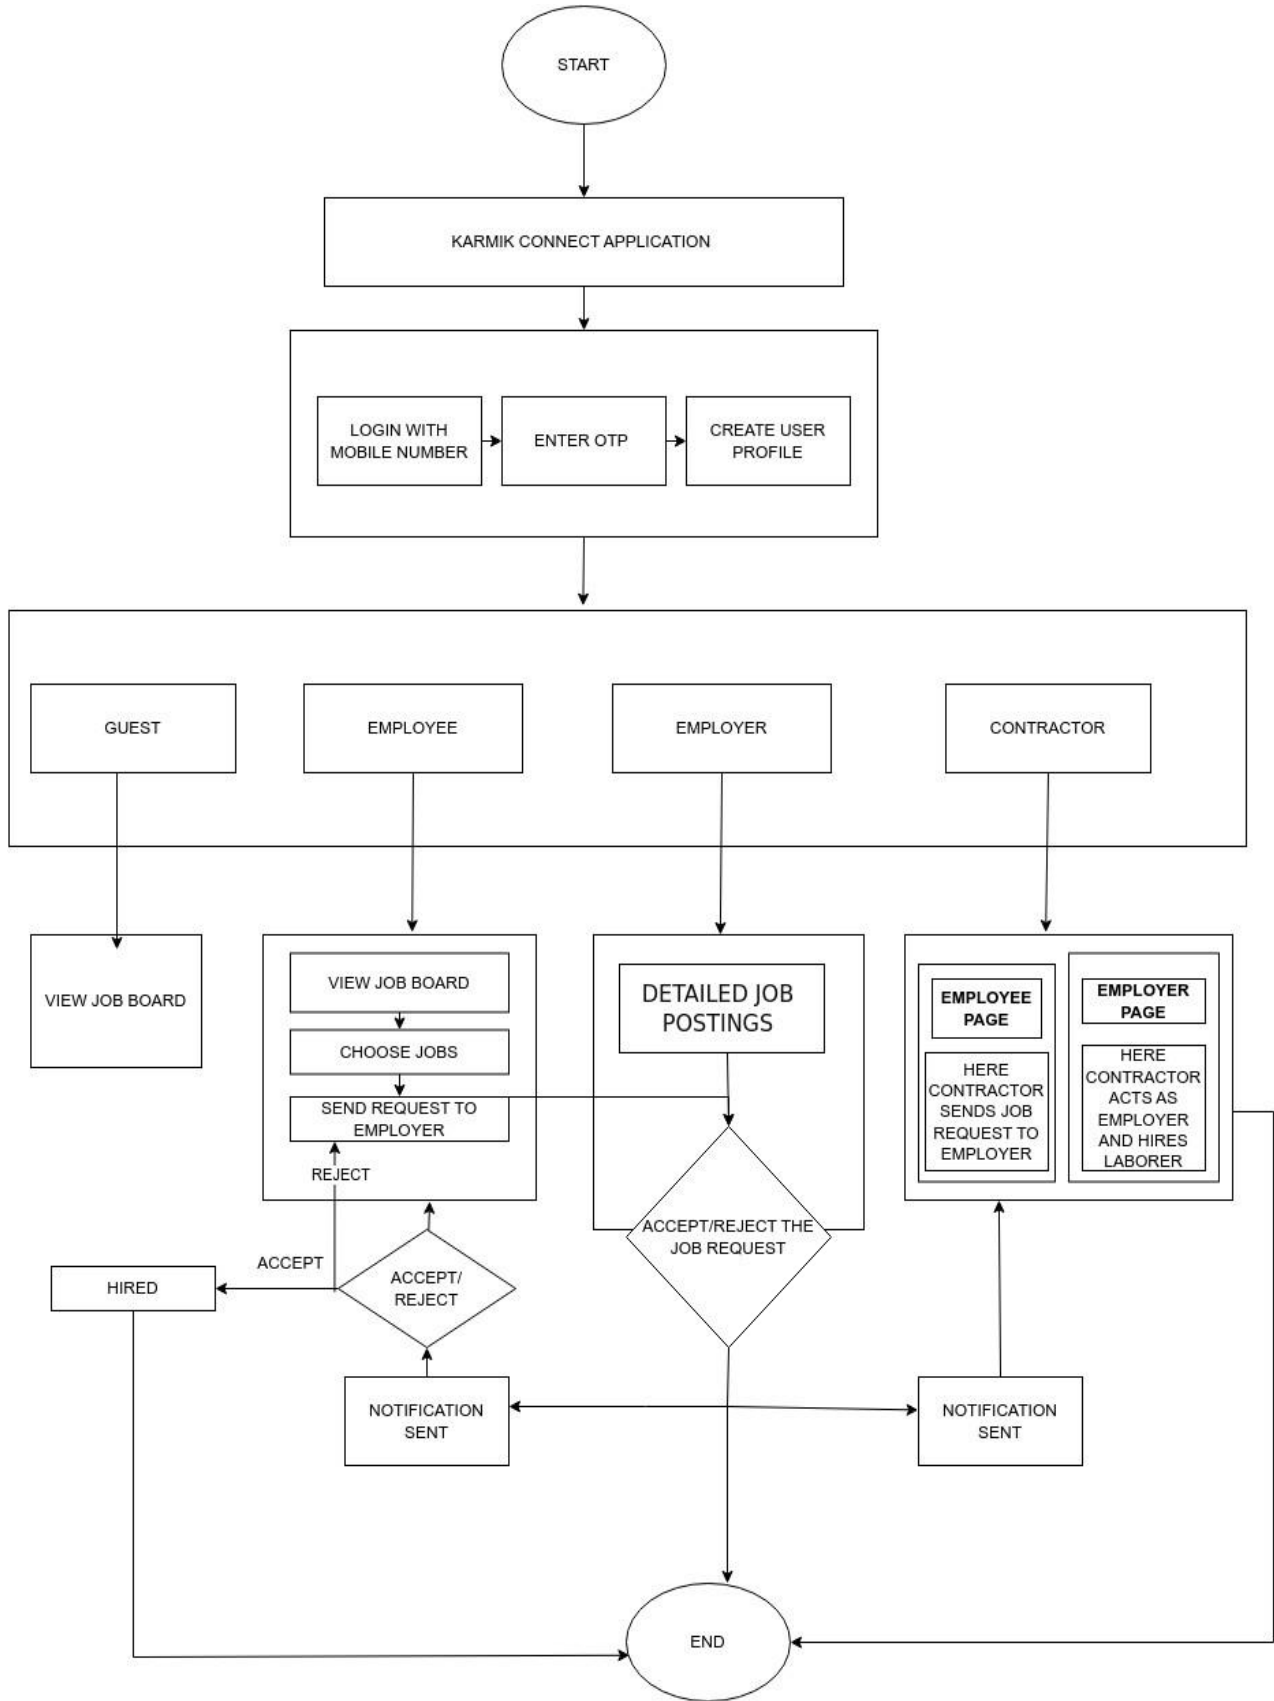 START
KARMIK CONNECT APPLICATION
LOGIN WITH
MOBILE NUMBER
ENTER OTP
CREATE USER
PROFILE
GUEST
EMPLOYEE
EMPLOYER
CONTRACTOR
VIEW JOB BOARD
VIEW JOB BOARD
CHOOSE JOBS
SEND REQUEST TO
EMPLOYER
REJECT
DETAILED JOB
POSTINGS
EMPLOYEE
PAGE
HERE
CONTRACTOR
SENDS JOB
REQUEST TO
EMPLOYER
EMPLOYER
PAGE
HERE
CONTRACTOR
ACTS AS
EMPLOYER
AND HIRES
LABORER
ACCEPT/REJECT THE
JOB REQUEST
ACCEPT
HIRED
ACCEPT/
REJECT
NOTIFICATION
SENT
NOTIFICATION
SENT
END